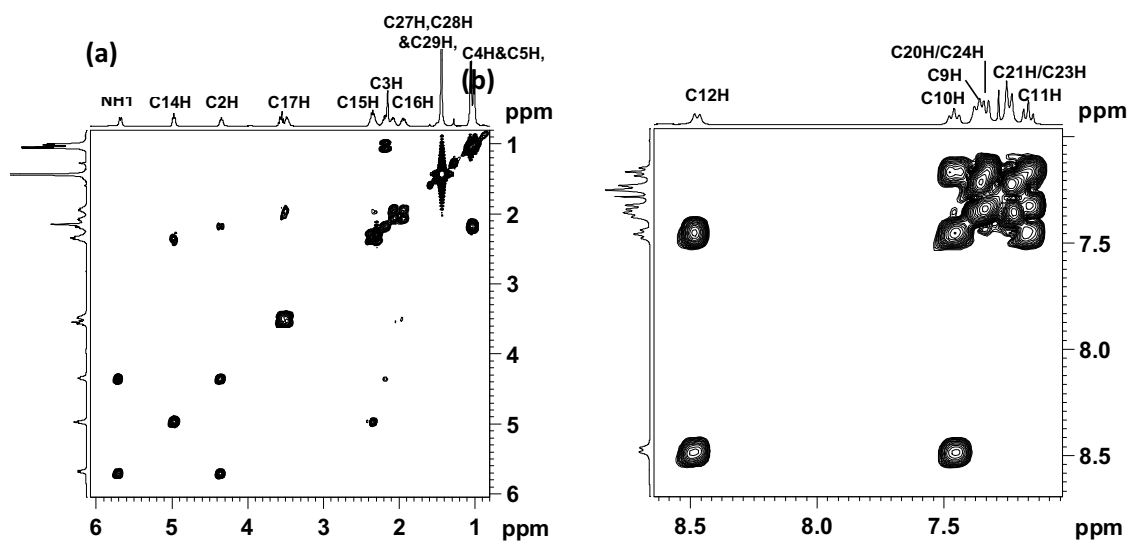 (a)
C27H,C28H
&C29H,
C4H&C5H,
C3H
NH1 C14H C2H C17H C15H C16H
ppm
1
2
3
4
5
6
6 5 4 3 2 1 ppm
(b)
C20H/C24H
C9H
C21H/C23H
C12H C10H C11H
ppm
7.5
8.0
8.5
8.5 8.0 7.5 ppm